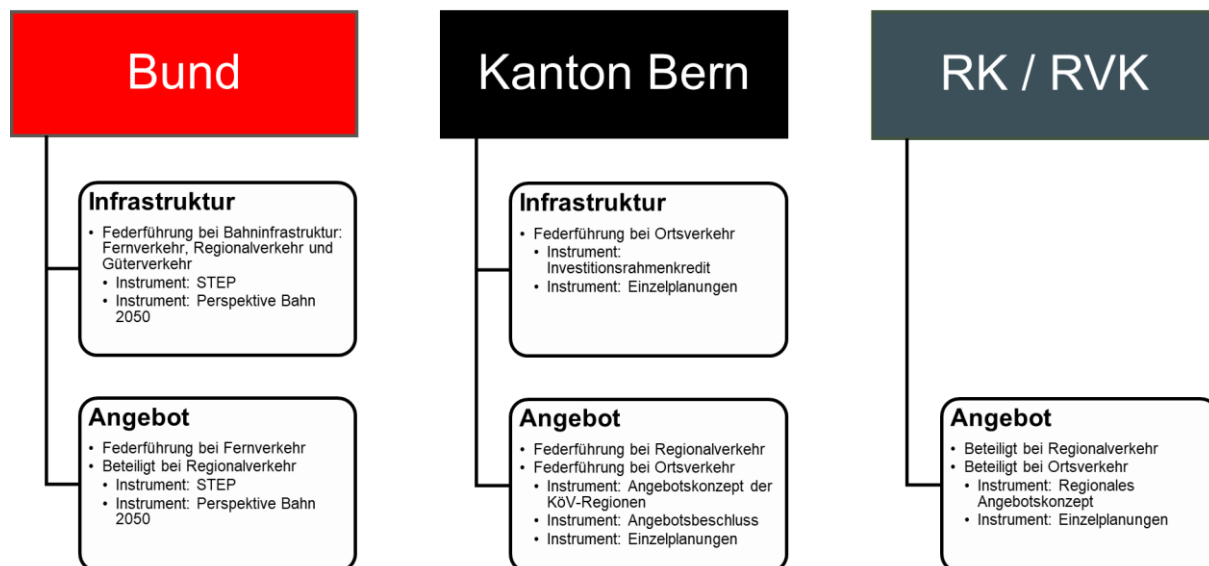 Bund
Infrastruktur
• Federführung bei Bahninfrastruktur:
Fernverkehr, Regionalverkehr und
Güterverkehr
• Instrument: STEP
• Instrument: Perspektive Bahn
2050
Angebot
• Federführung bei Fernverkehr
• Beteiligt bei Regionalverkehr
• Instrument: STEP
• Instrument: Perspektive Bahn
2050
Kanton Bern
Infrastruktur
• Federführung bei Ortsverkehr
• Instrument:
Investitionsrahmenkredit
• Instrument: Einzelplanungen
Angebot
• Federführung bei Regionalverkehr
• Federführung bei Ortsverkehr
• Instrument: Angebotskonzept der
KöV-Regionen
• Instrument: Angebotsbeschluss
• Instrument: Einzelplanungen
RK / RVK
Angebot
• Beteiligt bei Regionalverkehr
• Beteiligt bei Ortsverkehr
• Instrument: Regionales
Angebotskonzept
• Instrument: Einzelplanungen